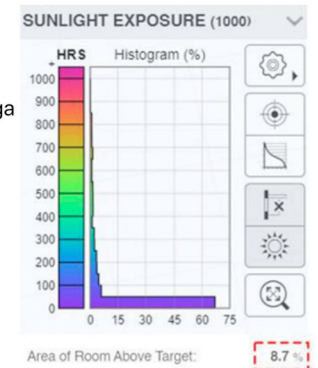 SUNLIGHT EXPOSURE (1000)
HRS Histogram (%)
ga
1000
900
800
700
600
500
400
300
200
100
0
0 15 30 45 60 75
Area of Room Above Target: 8.7 %